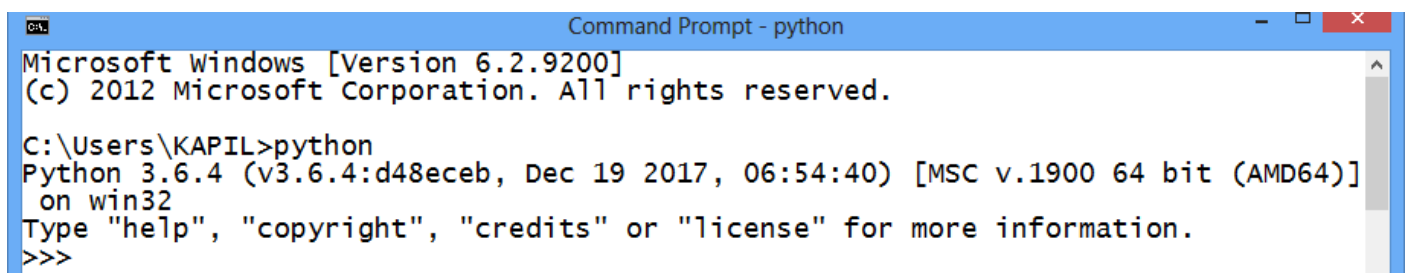 Command Prompt - python
Microsoft Windows [Version 6.2.9200]
(c) 2012 Microsoft Corporation. All rights reserved.
C:\Users\KAPIL>python
Python 3.6.4 (v3.6.4:d48eceb, Dec 19 2017, 06:54:40) [MSC v.1900 64 bit (AMD64)]
 on win32
Type "help", "copyright", "credits" or "license" for more information.
>>>